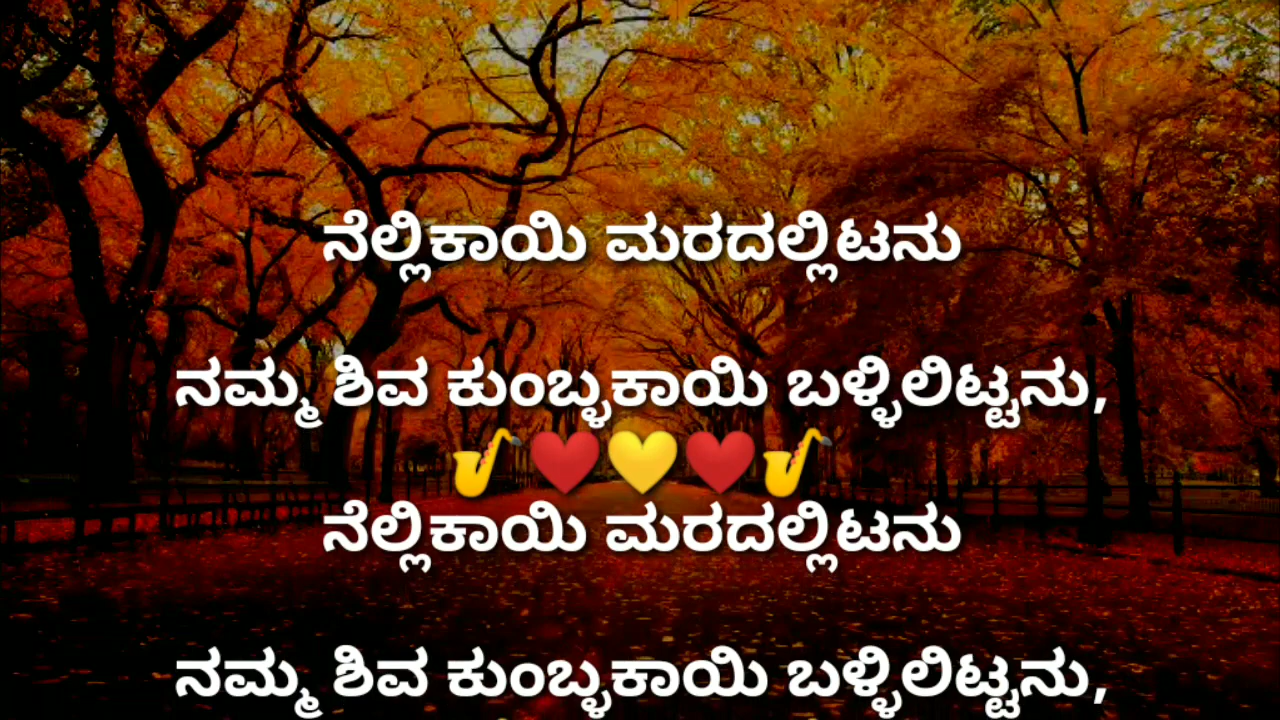 ನೆಲ್ಲಿಕಾಯಿ ಮರದಲ್ಲಿಟನು
ನಮ್ಮ ಶಿವ ಕುಂಬ್ಳಕಾಯಿ ಬಳ್ಳಿಲಿಟ್ಟನು,
🎷❤️💛❤️🎷
ನೆಲ್ಲಿಕಾಯಿ ಮರದಲ್ಲಿಟನು
ನಮ್ಮ ಶಿವ ಕುಂಬ್ಳಕಾಯಿ ಬಳ್ಳಿಲಿಟ್ಟನು,